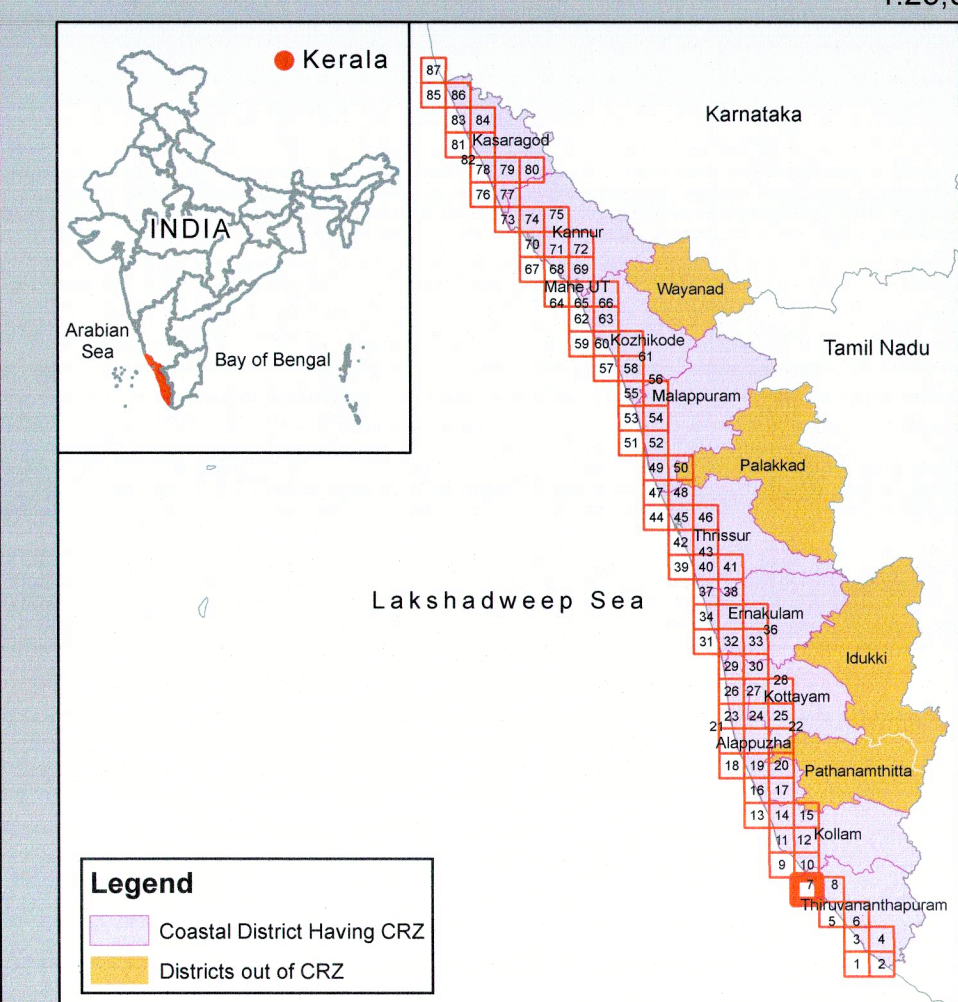 Kerala
INDIA
Arabian
Sea
Bay of Bengal
87
85 86
83 84
Kasaragod
81
82
78 79 80
76 77
73 74 75
Kannur
70 71 72
67 68 69
Mahe UT
64 65 66
62 63
Kozhikode
59 60
61
57 58
56
55
Malappuram
53 54
51 52
49 50
47 48
44 45 46
Thrissur
42
43
39 40 41
37 38
Ernakulam
34
36
31 32 33
29 30
28
26 27
Kottayam
23 24 25
21 22
Alappuzha
18 19 20
16 17
13 14 15
Kollam
11 12
9 10
7 8
Thiruvananthapuram
5 6
3 4
1 2
Karnataka
Wayanad
Tamil Nadu
Palakkad
Idukki
Pathanamthitta
Lakshadweep Sea
Legend
Coastal District Having CRZ
Districts out of CRZ